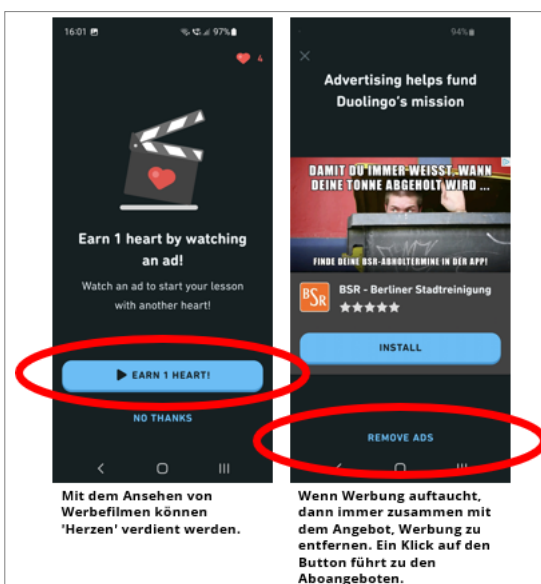 16:01 97%
4
Earn 1 heart by watching
an ad!
Watch an ad to start your lesson
with another heart!
EARN 1 HEART!
NO THANKS
Mit dem Ansehen von
Werbefilmen können
'Herzen' verdient werden.
94%
Advertising helps fund
Duolingo's mission
DAMIT DU IMMER WEISST, WANN
DEINE TONNE ABGEHOLT WIRD ...
FINDE DEINE BSR-ABHOLTERMINE IN DER APP!
BSR
BSR - Berliner Stadtreinigung
INSTALL
REMOVE ADS
Wenn Werbung auftaucht,
dann immer zusammen mit
dem Angebot, Werbung zu
entfernen. Ein Klick auf den
Button führt zu den
Aboangeboten.